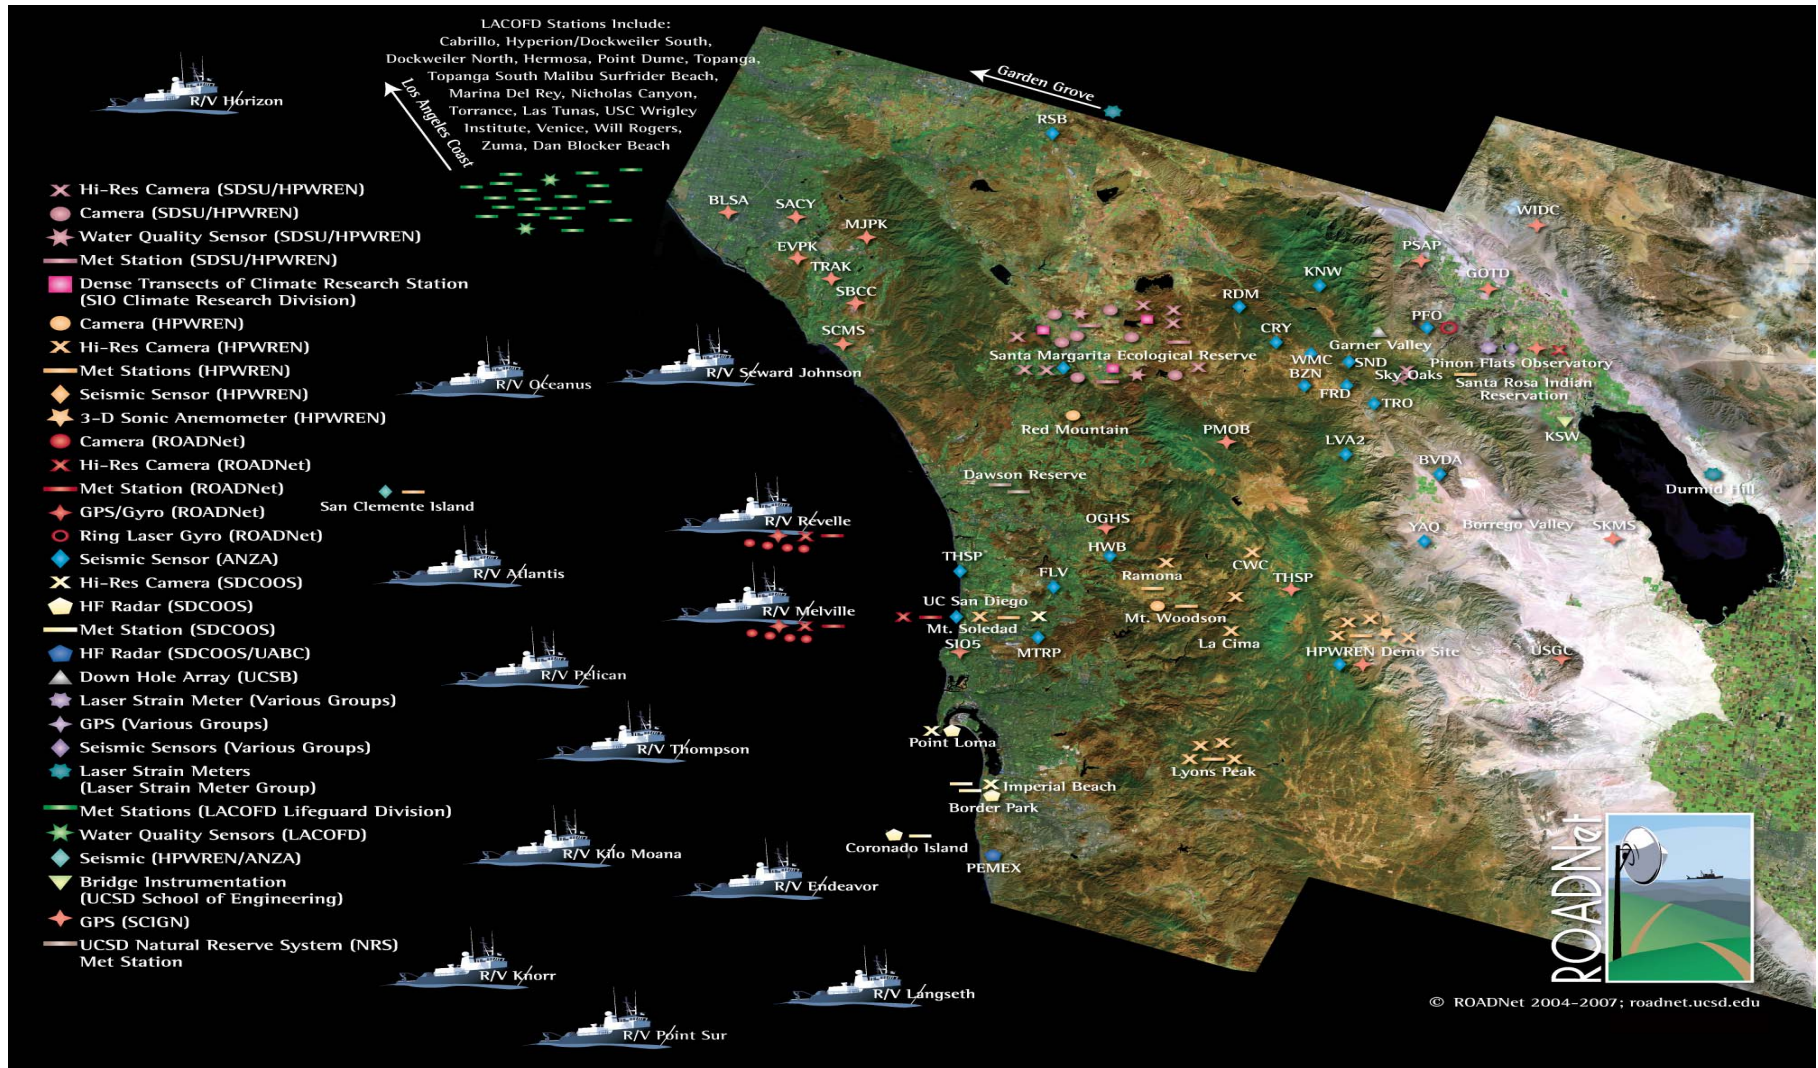 LACOFD Stations Include:
Cabrillo, Hyperion/Dockweiler South,
Dockweiler North, Hermosa, Point Dume, Topanga,
Topanga South Malibu Surfrider Beach,
Marina Del Rey, Nicholas Canyon,
Torrance, Las Tunas, USC Wrigley
Institute, Venice, Will Rogers,
Zuma, Dan Blocker Beach
Los Angeles Coast
Garden Grove
R/V Horizon
Hi-Res Camera (SDSU/HPWREN)
Camera (SDSU/HPWREN)
Water Quality Sensor (SDSU/HPWREN)
Met Station (SDSU/HPWREN)
Dense Transects of Climate Research Station
(SIO Climate Research Division)
Camera (HPWREN)
Hi-Res Camera (HPWREN)
Met Stations (HPWREN)
Seismic Sensor (HPWREN)
3-D Sonic Anemometer (HPWREN)
Camera (ROADNet)
Hi-Res Camera (ROADNet)
Met Station (ROADNet)
GPS/Gyro (ROADNet)
Ring Laser Gyro (ROADNet)
Seismic Sensor (ANZA)
Hi-Res Camera (SDCOOS)
HF Radar (SDCOOS)
Met Station (SDCOOS)
HF Radar (SDCOOS/UABC)
Down Hole Array (UCSB)
Laser Strain Meter (Various Groups)
GPS (Various Groups)
Seismic Sensors (Various Groups)
Laser Strain Meters
(Laser Strain Meter Group)
Met Stations (LACOFD Lifeguard Division)
Water Quality Sensors (LACOFD)
Seismic (HPWREN/ANZA)
Bridge Instrumentation
(UCSD School of Engineering)
GPS (SCIGN)
UCSD Natural Reserve System (NRS)
Met Station
R/V Oceanus
R/V Seward Johnson
San Clemente Island
R/V Revelle
R/V Atlantis
R/V Melville
R/V Pelican
R/V Thompson
R/V Kilo Moana
R/V Endeavor
R/V Knorr
R/V Langseth
R/V Point Sur
RSB
BLSA
SACY
MJPK
EVPK
TRAK
SBCC
SCMS
WIDC
PSAP
GOTD
KNW
RDM
PFO
CRY
Garner Valley
Santa Margarita Ecological Reserve
WMC
SND
Pinon Flats Observatory
BZN
Sky Oaks
Santa Rosa Indian
Reservation
FRD
TRO
Red Mountain
PMOB
LVA2
KSW
BVDA
Dawson Reserve
Durmid Hill
OGHS
YAQ
Borrego Valley
SKMS
THSP
HWB
FLV
Ramona
CWC
THSP
UC San Diego
Mt. Soledad
Mt. Woodson
SIO5
MTRP
La Cima
HPWREN Demo Site
USGC
Point Loma
Lyons Peak
Imperial Beach
Border Park
Coronado Island
PEMEX
ROADNet
© ROADNet 2004-2007; roadnet.ucsd.edu